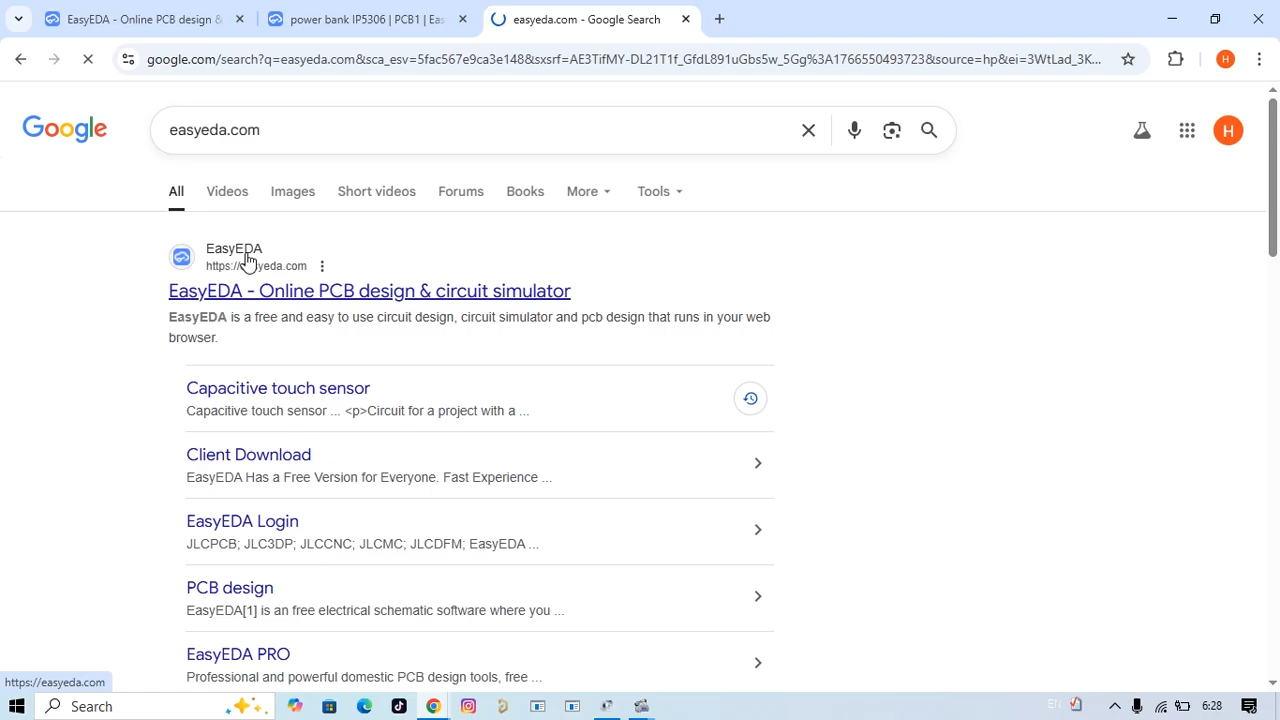 EasyEDA - Online PCB design &
power bank IP5306 | PCB1 | Eas
easyeda.com - Google Search
google.com/search?q=easyeda.com&sca_esv=5fac567e9ca3e148&sxsrf=AE3TifMY-DL21T1f_GfdL891uGbs5w_5Gg%3A1766550493723&source=hp&ei=3WtLad_3K...
H
Google
easyeda.com
H
All
Videos
Images
Short videos
Forums
Books
More
Tools
EasyEDA
EasyEDA - Online PCB design & circuit simulator
EasyEDA is a free and easy to use circuit design, circuit simulator and pcb design that runs in your web
browser.
Capacitive touch sensor
Capacitive touch sensor ... <p>Circuit for a project with a ...
Client Download
EasyEDA Has a Free Version for Everyone. Fast Experience ...
EasyEDA Login
JLCPCB; JLC3DP; JLCCNC; JLCMC; JLCDFM; EasyEDA ...
PCB design
EasyEDA[1] is an free electrical schematic software where you ...
EasyEDA PRO
Professional and powerful domestic PCB design tools, free ...
https://easyeda.com
Search
EN
6:28